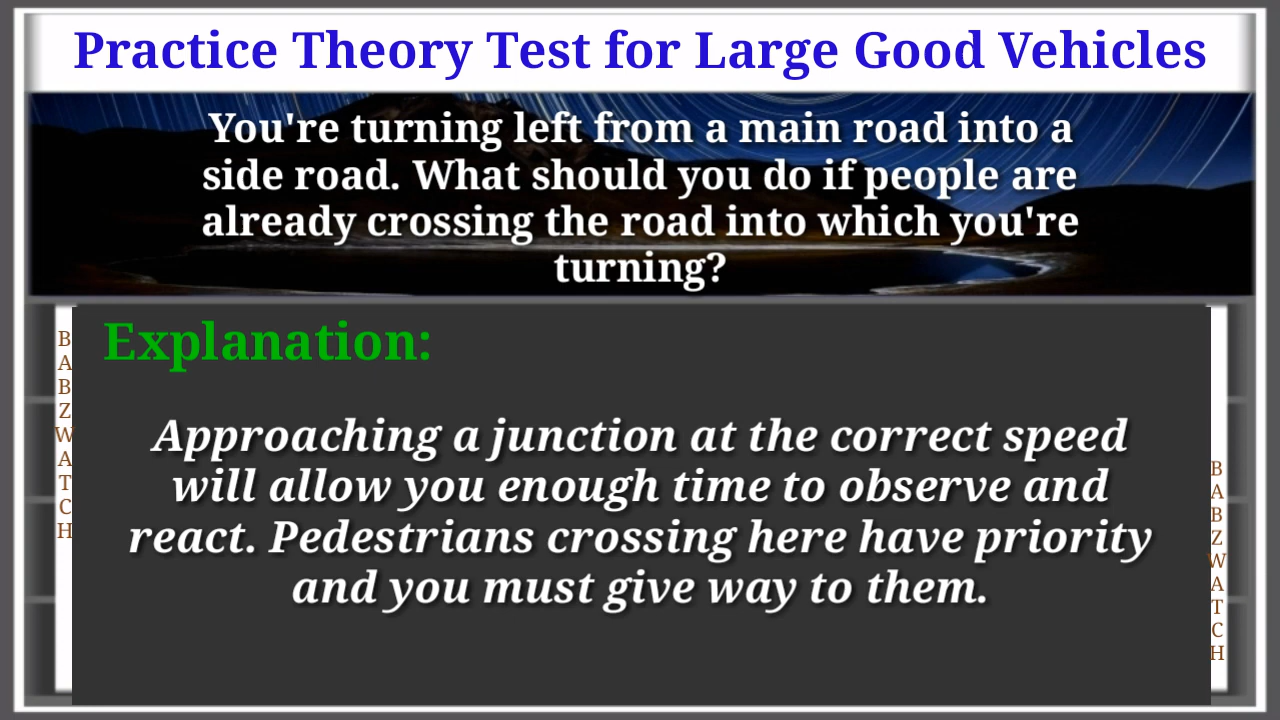 Practice Theory Test for Large Good Vehicles
You're turning left from a main road into a
side road. What should you do if people are
already crossing the road into which you're
turning?
Explanation:
Approaching a junction at the correct speed
will allow you enough time to observe and
react. Pedestrians crossing here have priority
and you must give way to them.
B
A
B
Z
W
A
T
C
H
B
A
B
Z
W
A
T
C
H